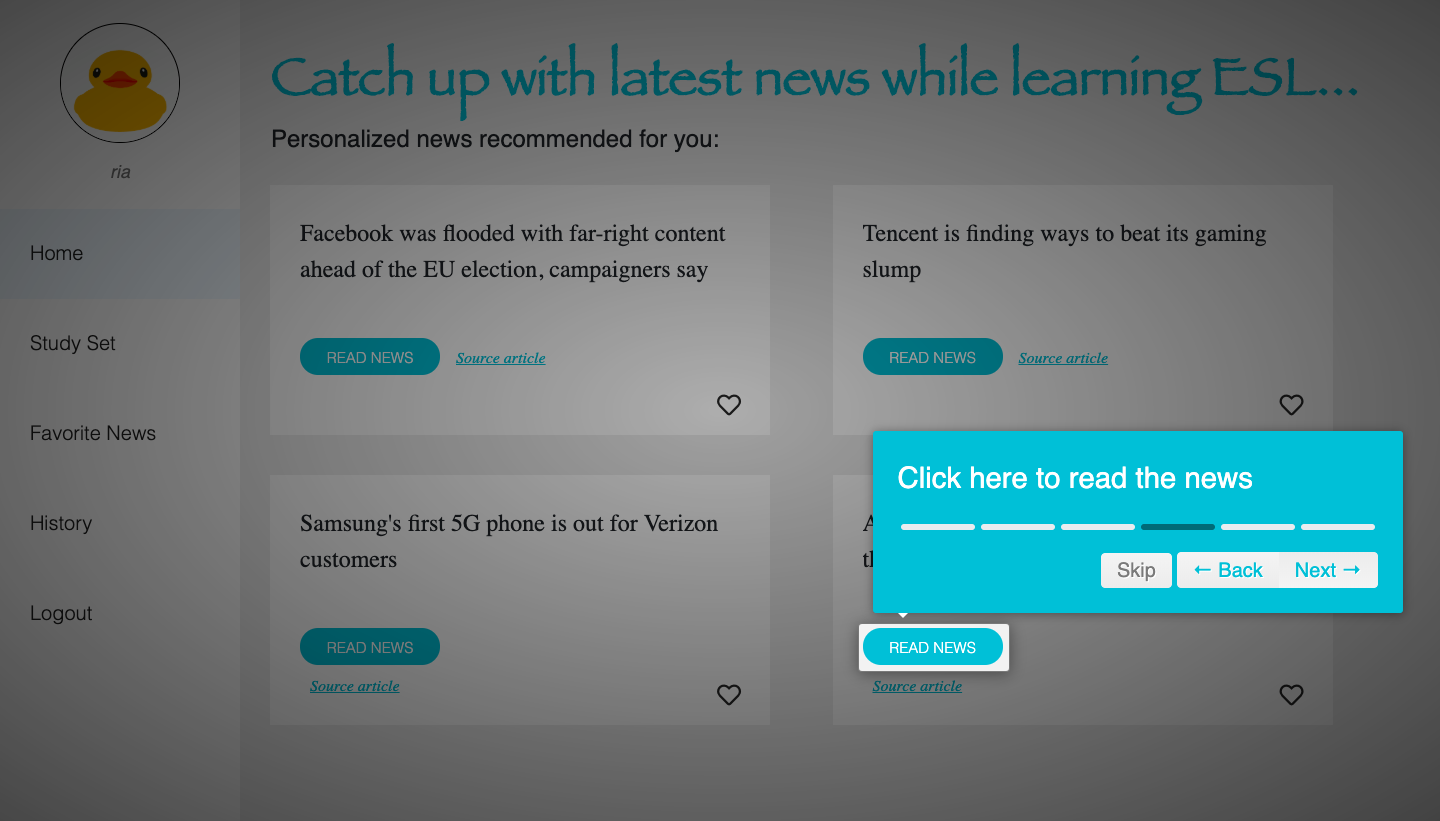 Catch up with latest news while learning ESL...
Personalized news recommended for you:
ria
Home
Study Set
Favorite News
History
Logout
Facebook was flooded with far-right content
ahead of the EU election, campaigners say
READ NEWS Source article
Tencent is finding ways to beat its gaming
slump
READ NEWS Source article
Samsung's first 5G phone is out for Verizon
customers
READ NEWS
Source article
Click here to read the news
Skip ← Back Next →
READ NEWS
Source article